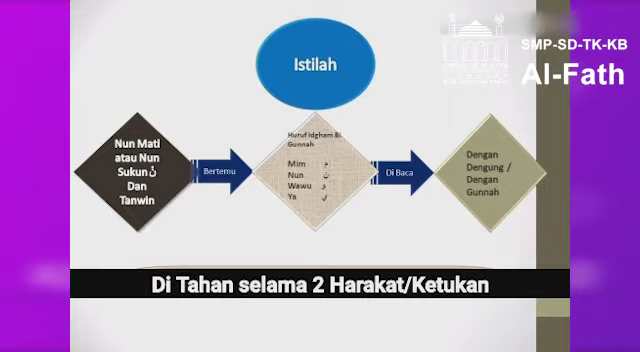 SMP-SD-TK-KB
Al-Fath
Istilah
Nun Mati
atau Nun
Sukun نْ
Dan
Tanwin
Bertemu
Huruf Idgham Bi
Gunnah
Mim م
Nun ن
Wawu و
Ya ي
Di Baca
Dengan
Dengung /
Dengan
Gunnah
Di Tahan selama 2 Harakat/Ketukan